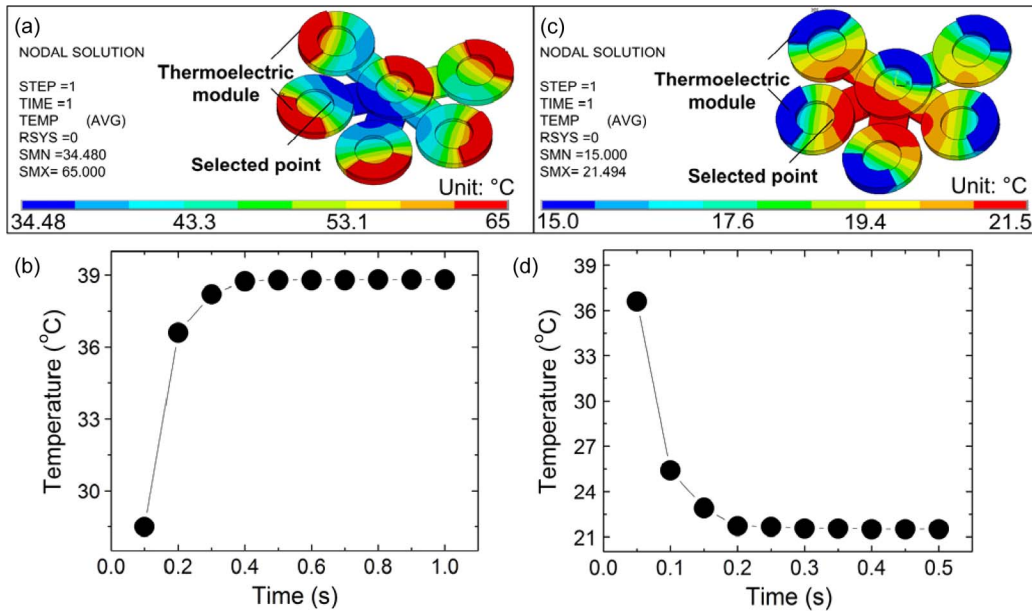 (a)
NODAL SOLUTION
STEP =1
TIME =1
TEMP (AVG)
RSYS =0
SMN =34.480
SMX =65.000
Thermoelectric
module
Selected point
Unit: °C
34.48 43.3 53.1 65
(c)
NODAL SOLUTION
STEP =1
TIME =1
TEMP (AVG)
RSYS =0
SMN =15.000
SMX =21.494
Thermoelectric
module
Selected point
Unit: °C
15.0 17.6 19.4 21.5
(b)
Temperature (°C)
39
36
33
30
0.0 0.2 0.4 0.6 0.8 1.0
Time (s)
(d)
Temperature (°C)
39
36
33
30
27
24
21
0.0 0.1 0.2 0.3 0.4 0.5
Time (s)